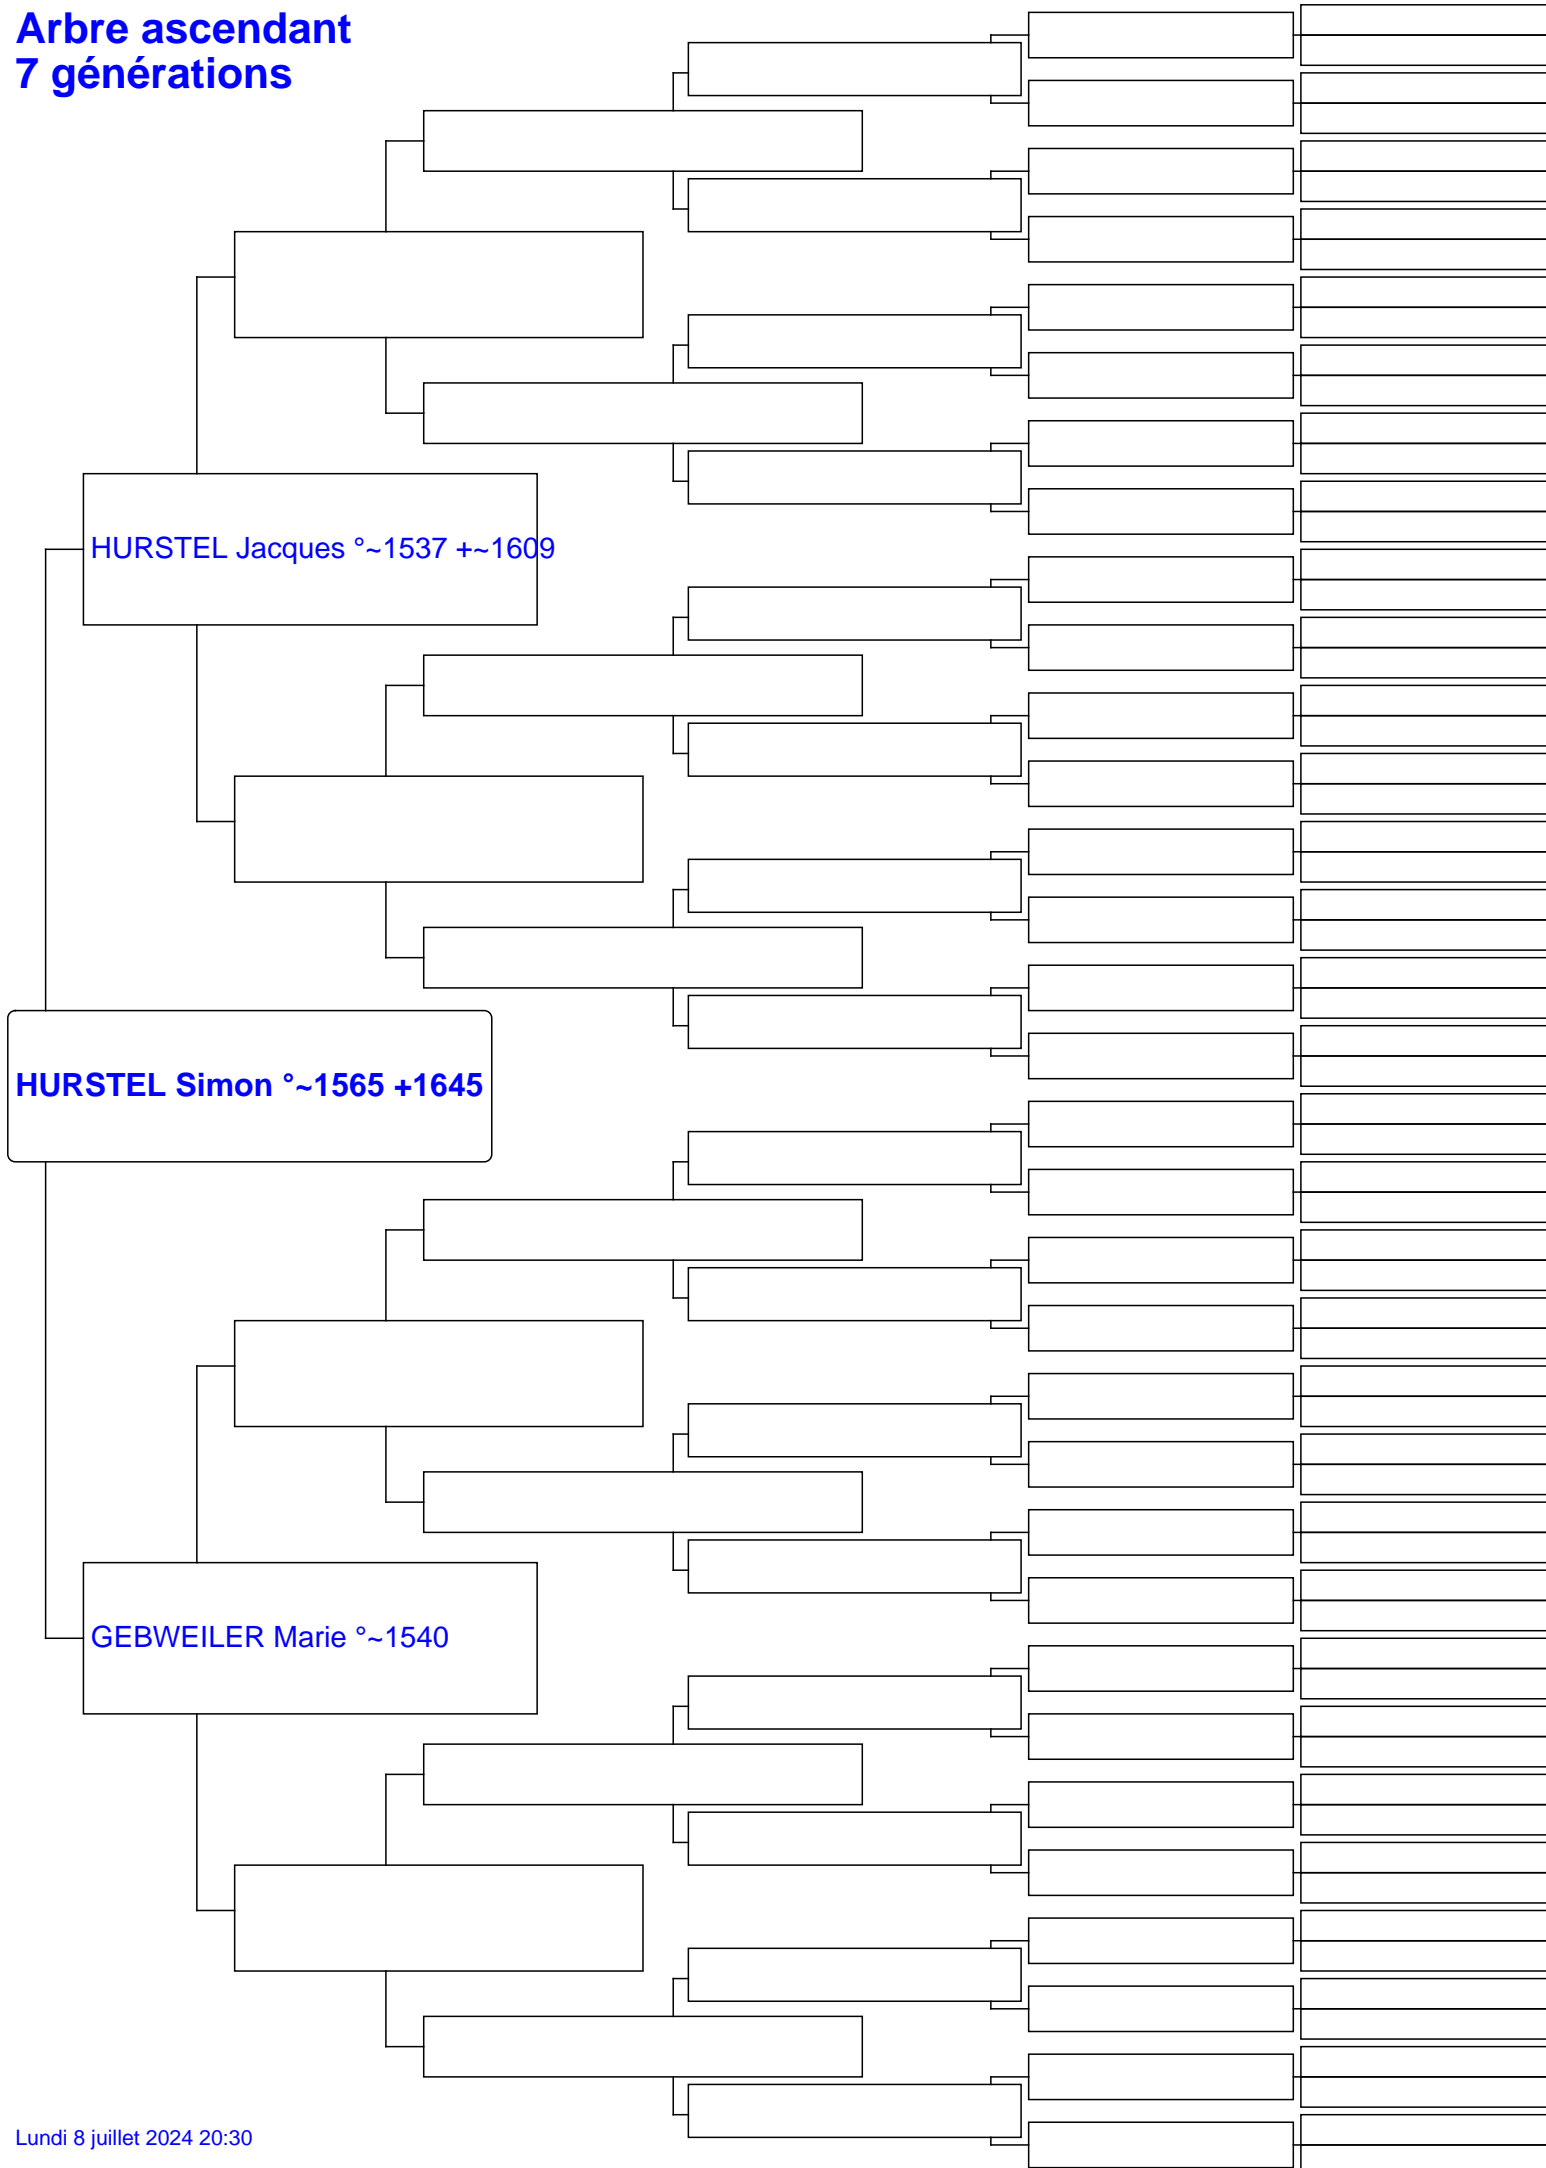 Arbre ascendant
7 générations
HURSTEL Jacques °~1537 +~1609
HURSTEL Simon °~1565 +1645
GEBWEILER Marie °~1540
Lundi 8 juillet 2024 20:30